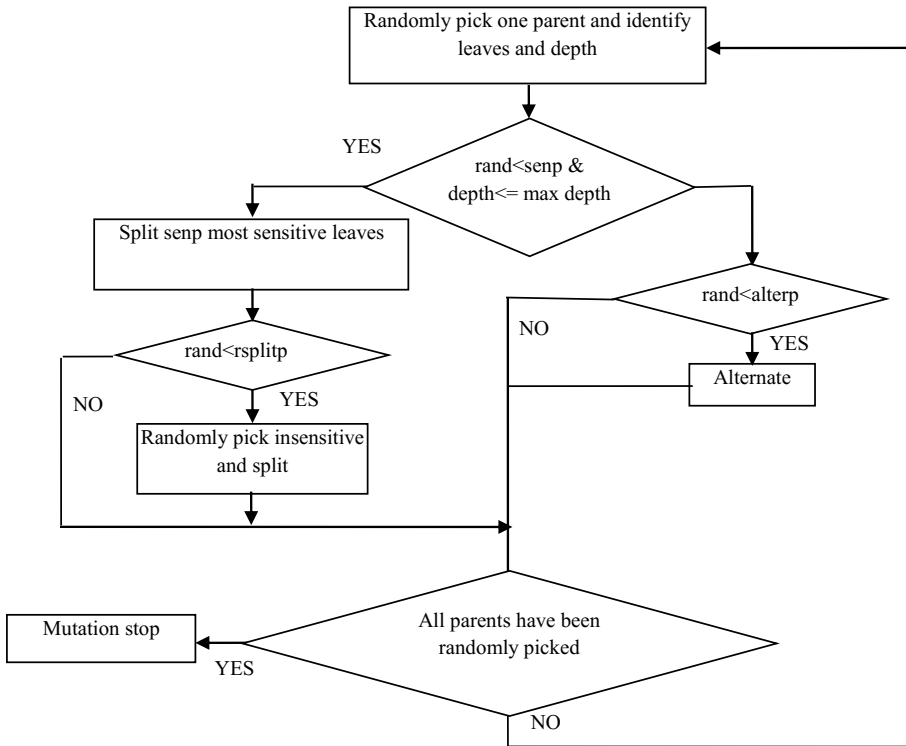 Randomly pick one parent and identify
leaves and depth
YES
rand<senp &
depth<= max depth
Split senp most sensitive leaves
rand<alterp
NO
YES
rand<rsplitp
Alternate
NO
YES
Randomly pick insensitive
and split
All parents have been
randomly picked
Mutation stop
YES
NO